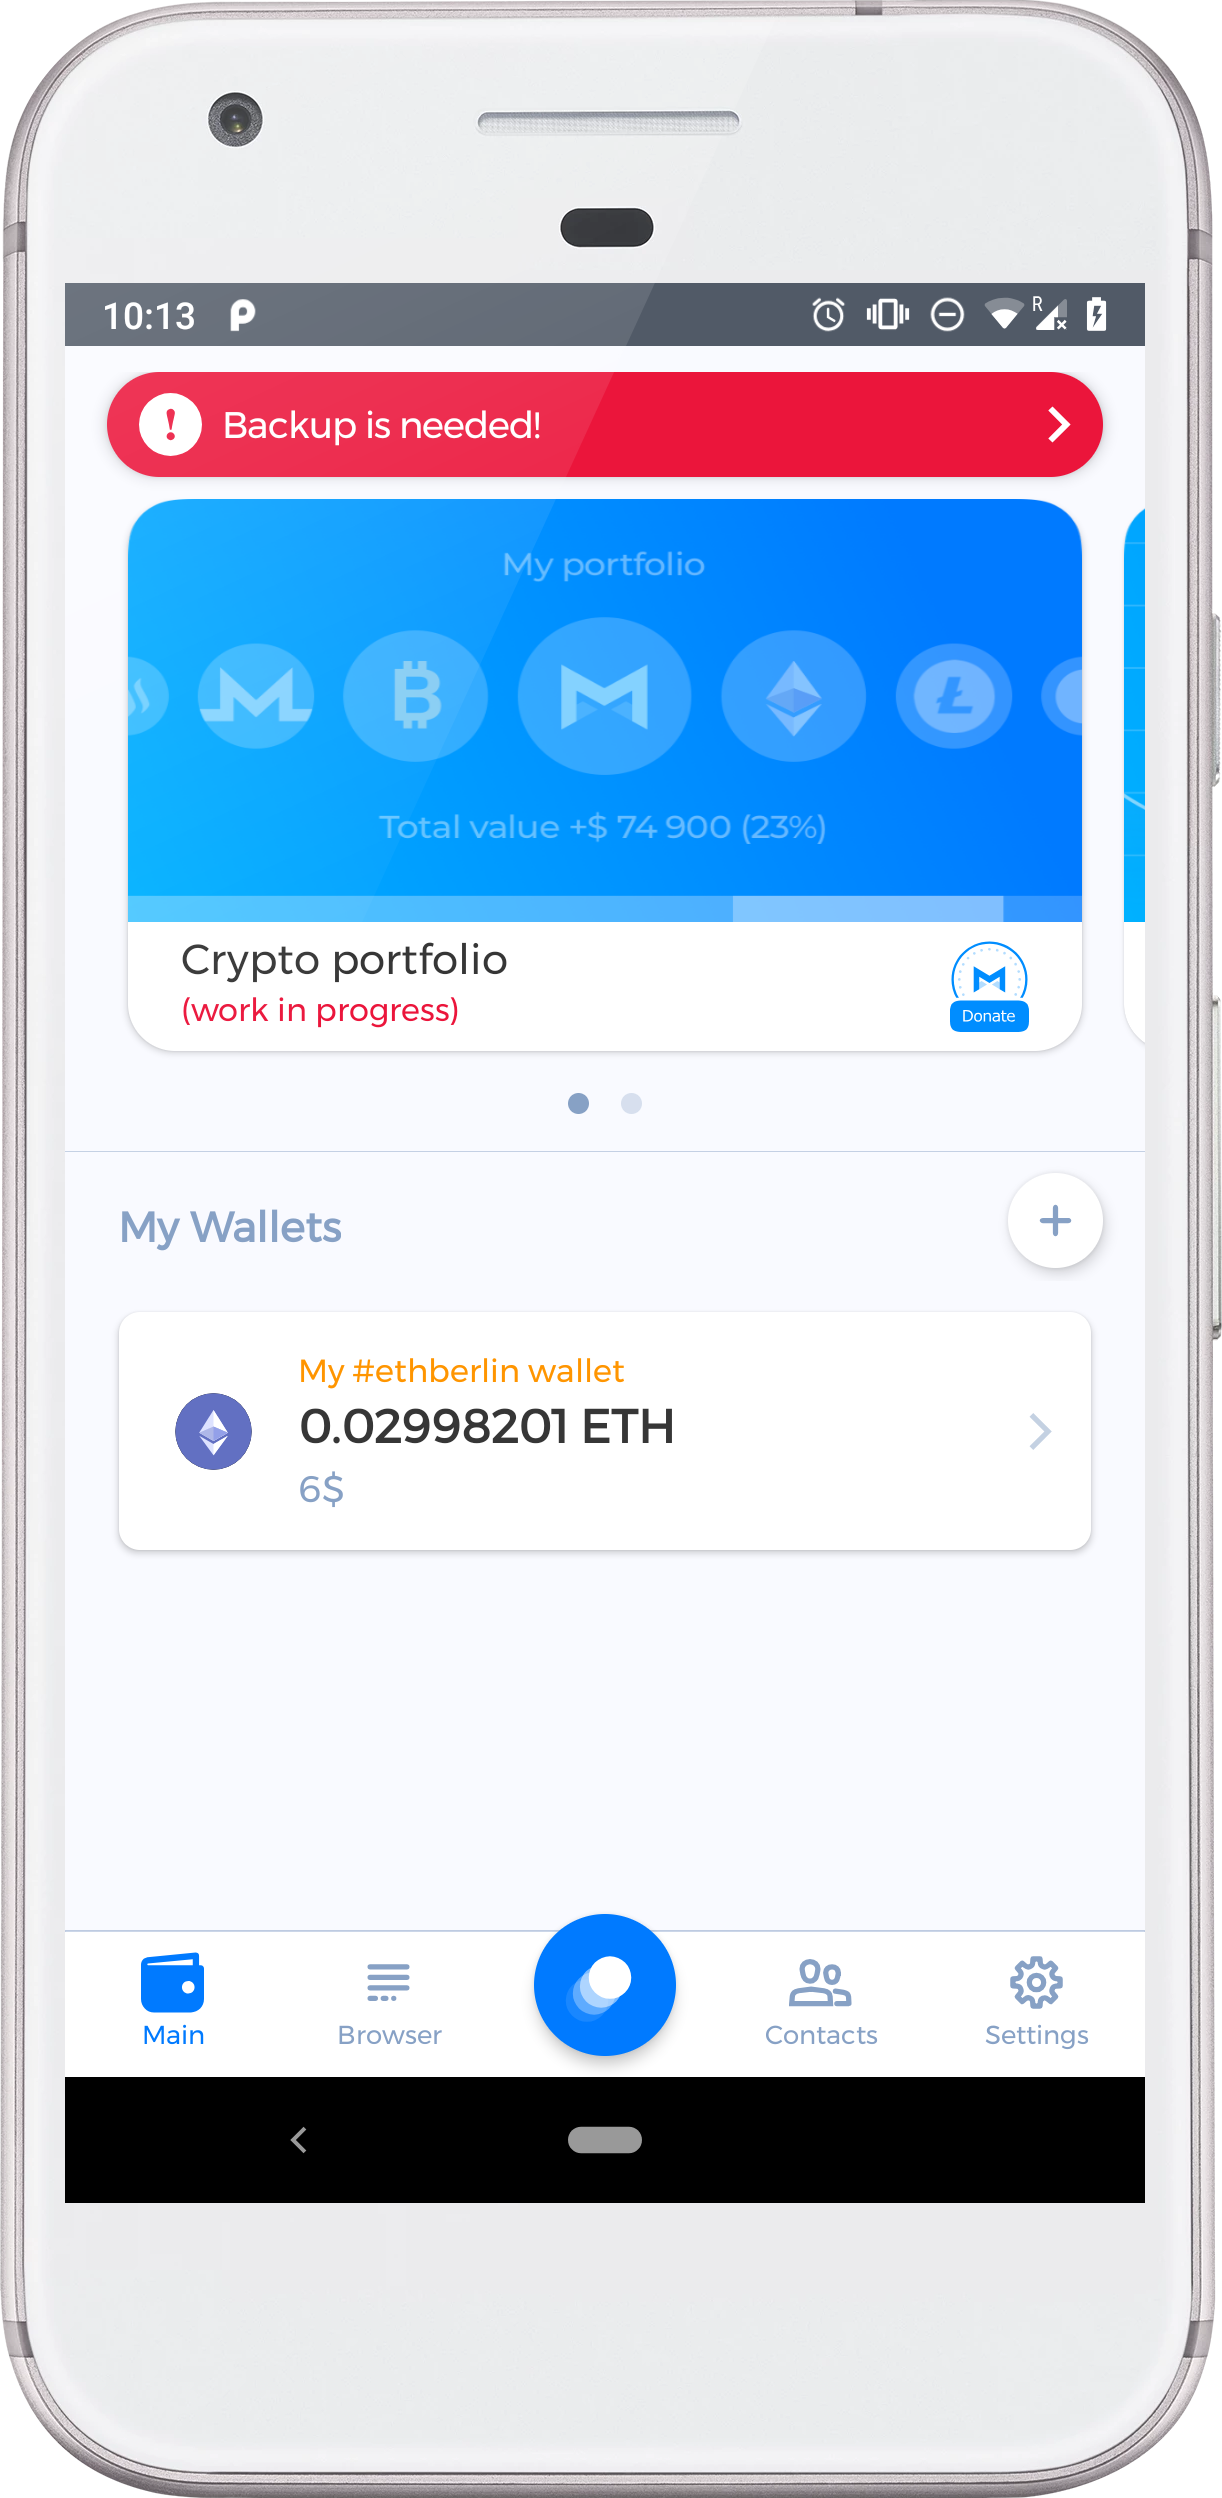 10:13
R
Backup is needed!
My portfolio
Total value +$ 74 900 (23%)
Crypto portfolio
(work in progress)
Donate
My Wallets
My #ethberlin wallet
0.02998201 ETH
6$
Main
Browser
Contacts
Settings